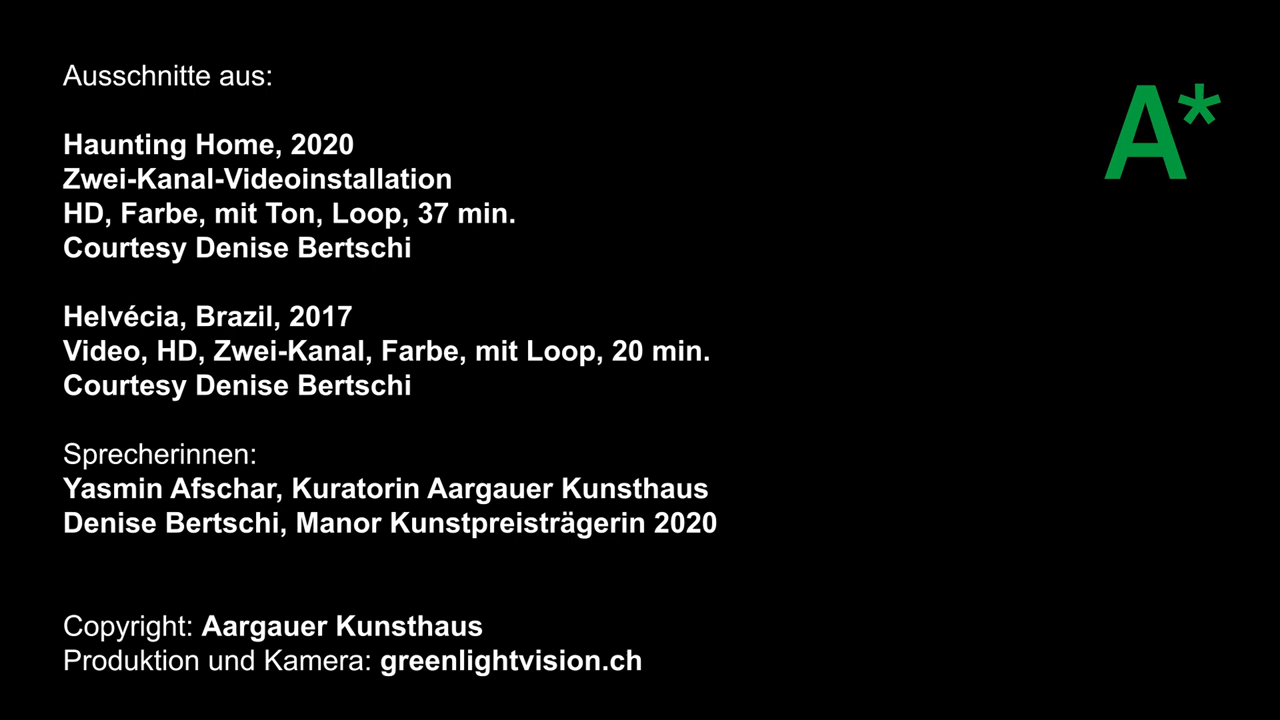 Ausschnitte aus:
A*
Haunting Home, 2020
Zwei-Kanal-Videoinstallation
HD, Farbe, mit Ton, Loop, 37 min.
Courtesy Denise Bertschi
Helvécia, Brazil, 2017
Video, HD, Zwei-Kanal, Farbe, mit Loop, 20 min.
Courtesy Denise Bertschi
Sprecherinnen:
Yasmin Afschar, Kuratorin Aargauer Kunsthaus
Denise Bertschi, Manor Kunstpreisträgerin 2020
Copyright: Aargauer Kunsthaus
Produktion und Kamera: greenlightvision.ch